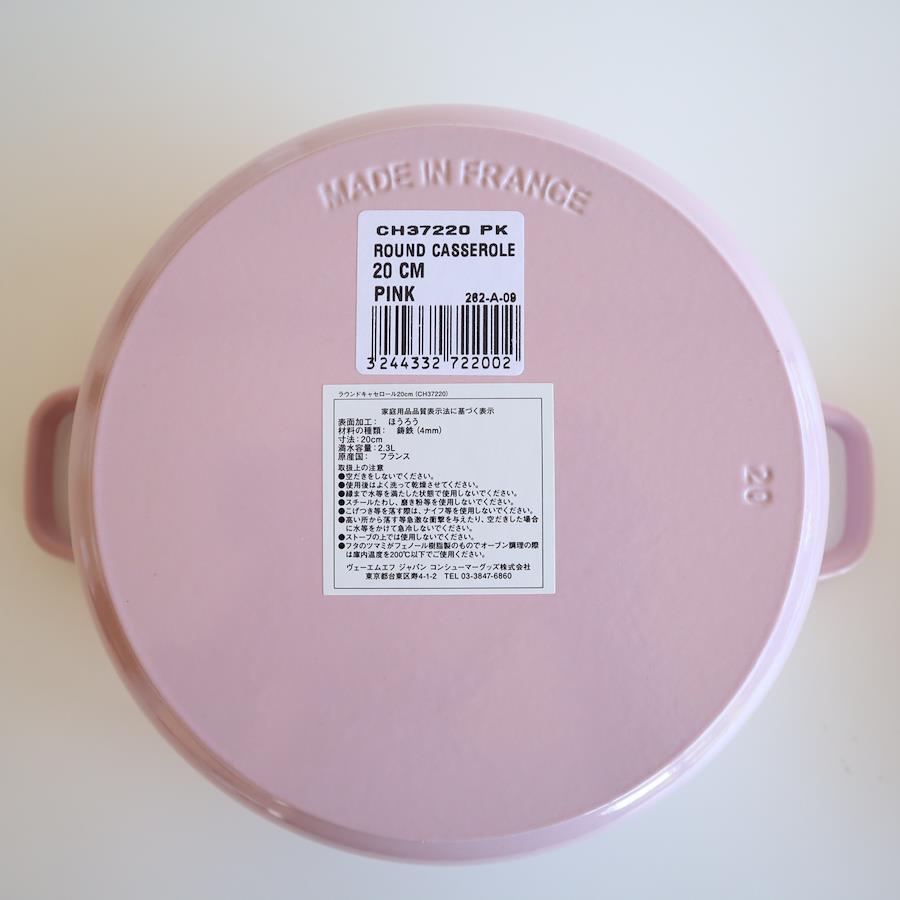 MADE IN FRANCE
CH37220 PK
ROUND CASSEROLE
20 CM
PINK 262-A-09
3 244332 722002
ラウンドキャセロール20cm (CH37220)
家庭用品品質表示法に基づく表示
表面加工: ほうろう
材料の種類: 鋳鉄 (4mm)
寸法:20cm
満水容量:2.3L
原産国: フランス
取扱上の注意
●空だきをしないでください。
●使用後はよく洗って乾燥させてください。
●縁まで水等を満たした状態で使用しないでください。
●スチールたわし、磨き粉等を使用しないでください。
●こげつき等を落す際は、ナイフ等を使用しないでください。
●高い所から落す等急激な衝撃を与えたり、空だきした場合
に水等をかけて急冷しないでください。
●ストーブの上では使用しないでください。
●フタのツマミがフェノール樹脂製のものでオーブン調理の際
は庫内温度を200℃以下でご使用ください。
ヴェーエムエフ ジャパン コンシューマーグッズ株式会社
東京都台東区寿4-1-2 TEL 03-3847-6860
20